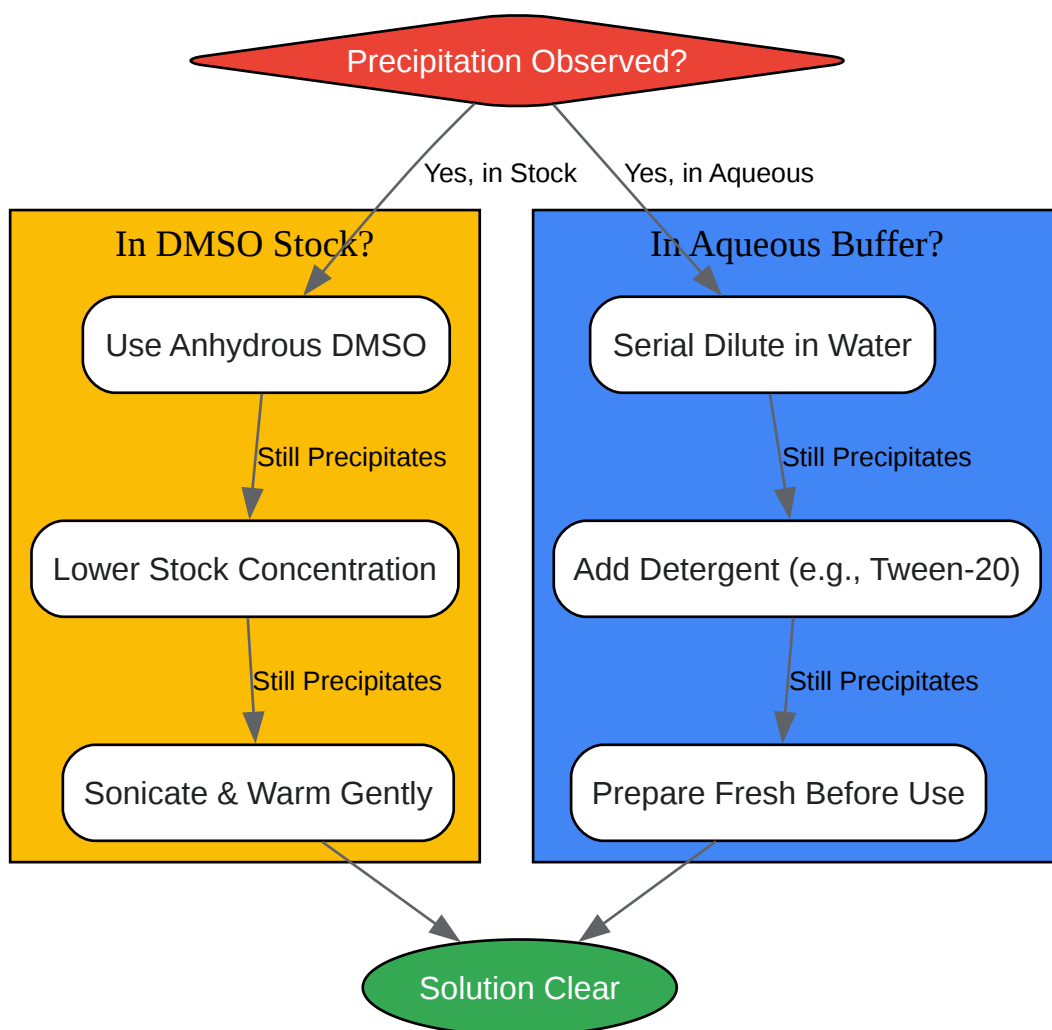 Precipitation Observed?
Yes, in Stock
Yes, in Aqueous
In DMSO Stock?
In Aqueous Buffer?
Use Anhydrous DMSO
Serial Dilute in Water
Still Precipitates
Still Precipitates
Lower Stock Concentration
Add Detergent (e.g., Tween-20)
Still Precipitates
Still Precipitates
Sonicate & Warm Gently
Prepare Fresh Before Use
Solution Clear